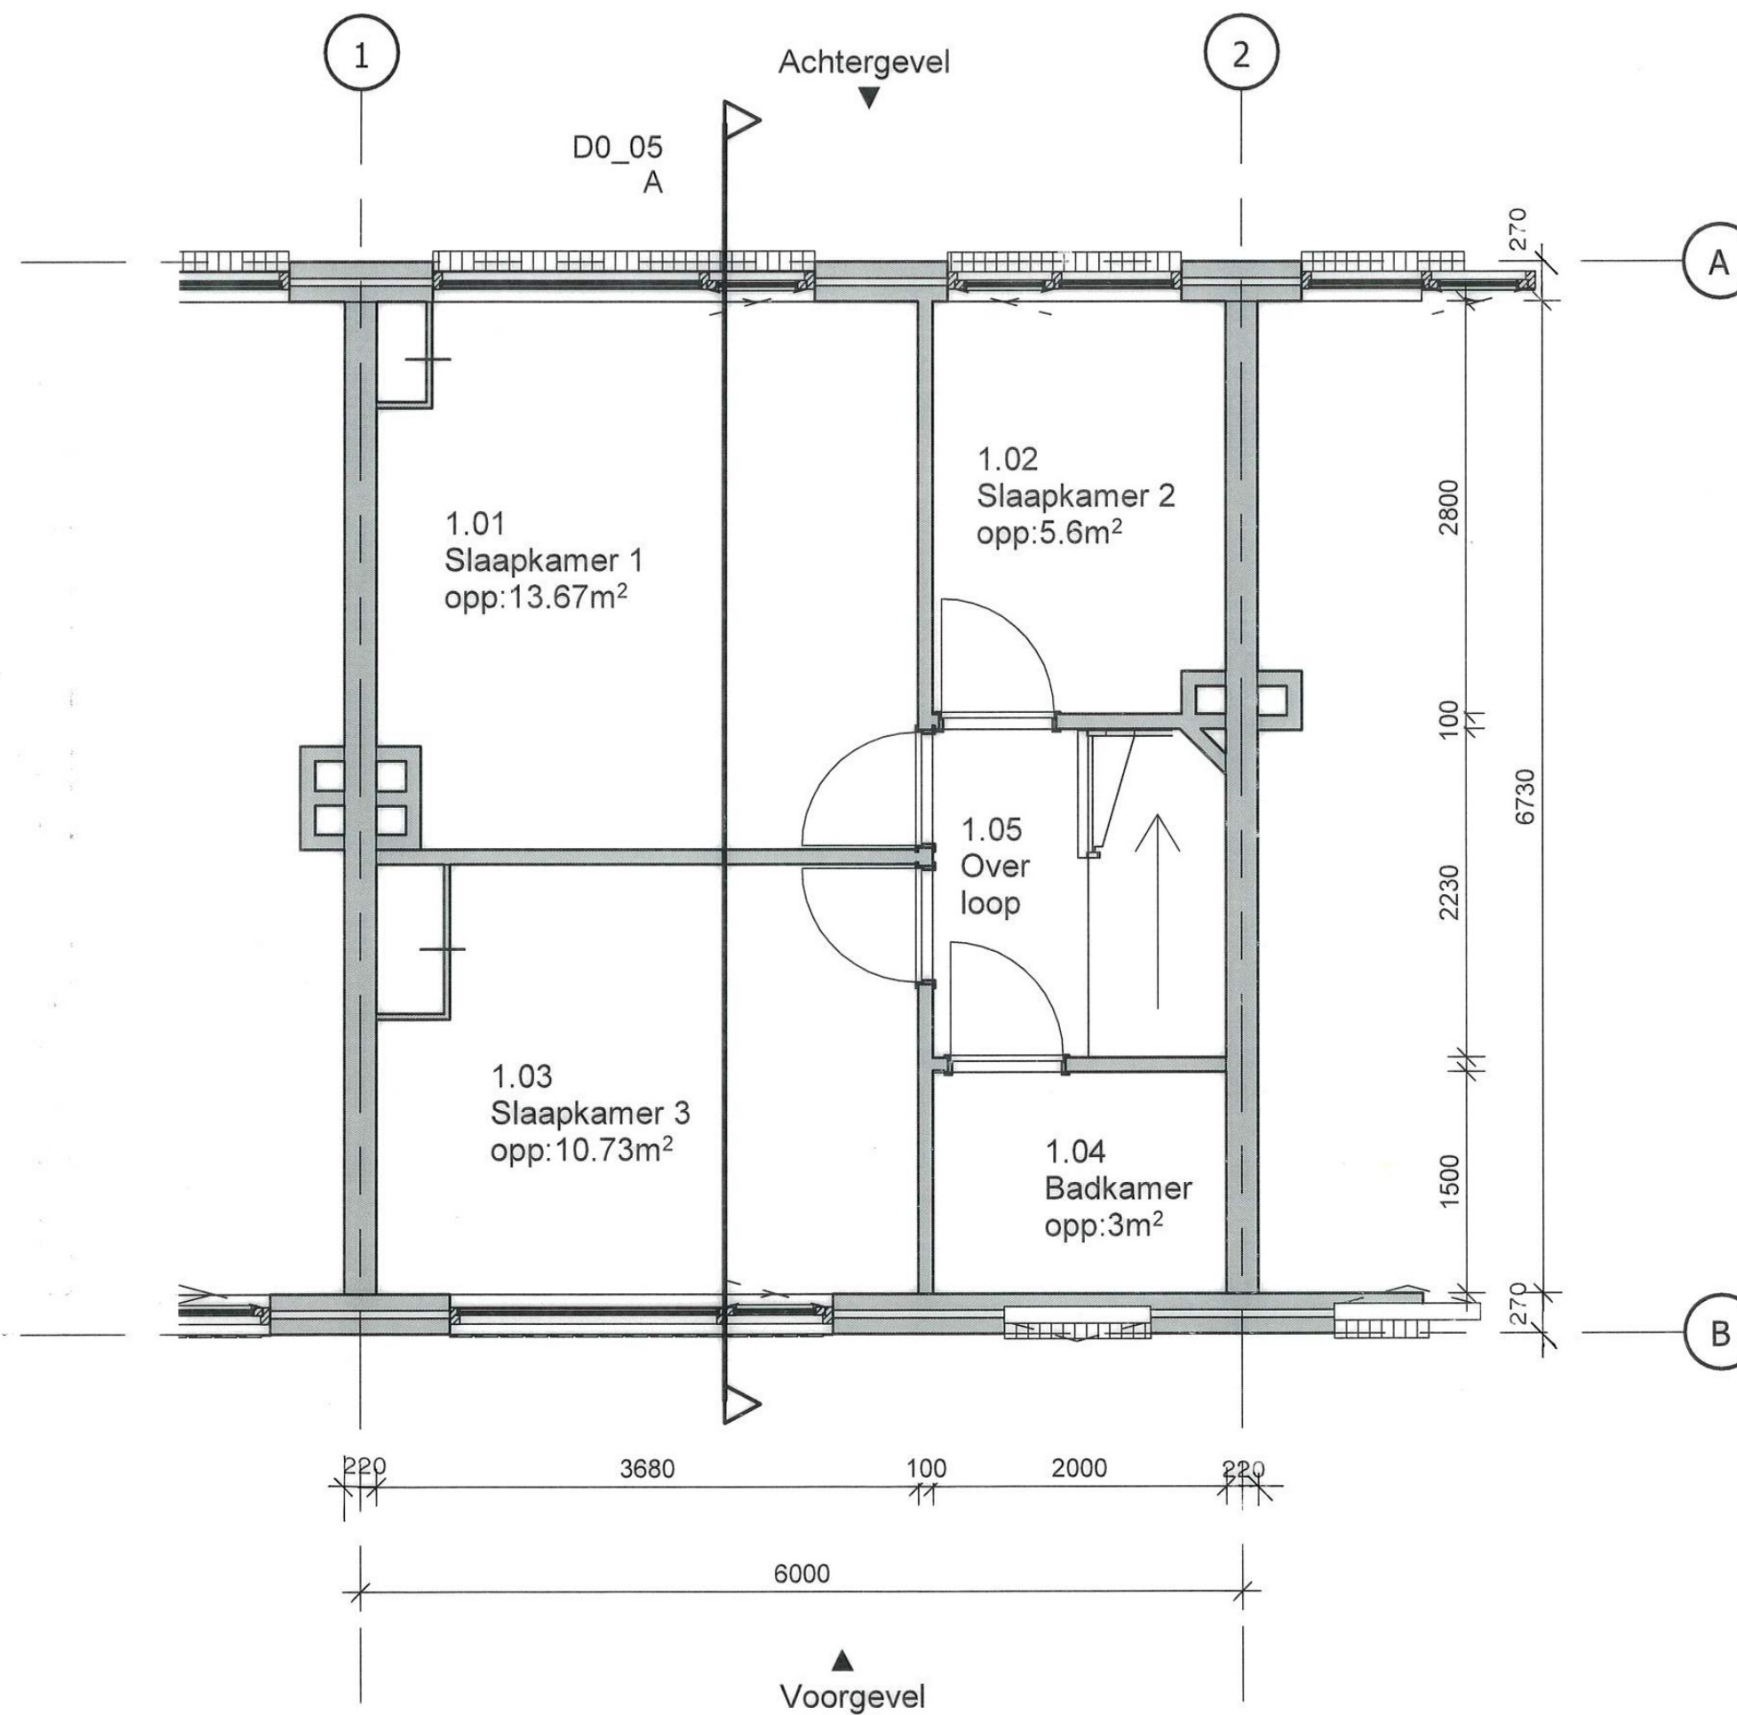 1
2
Achtergevel
D0_05
A
270
A
1.02
Slaapkamer 2
opp:5.6m²
2800
1.01
Slaapkamer 1
opp:13.67m²
100
6730
1.05
Over
loop
2230
1.03
Slaapkamer 3
opp:10.73m²
1.04
Badkamer
opp:3m²
1500
270
B
220
3680
100
2000
220
6000
Voorgevel